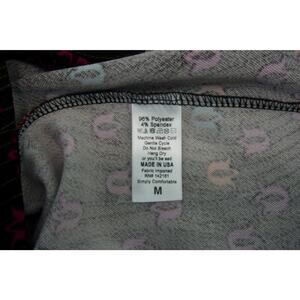 96% Polyester
4% Spandex
Machine Wash Cold
Gentle Cycle
Do Not Bleach
Hang Dry
or you'll be sad
MADE IN USA
Fabric Imported
RN# 142181
Simply Comfortable
M